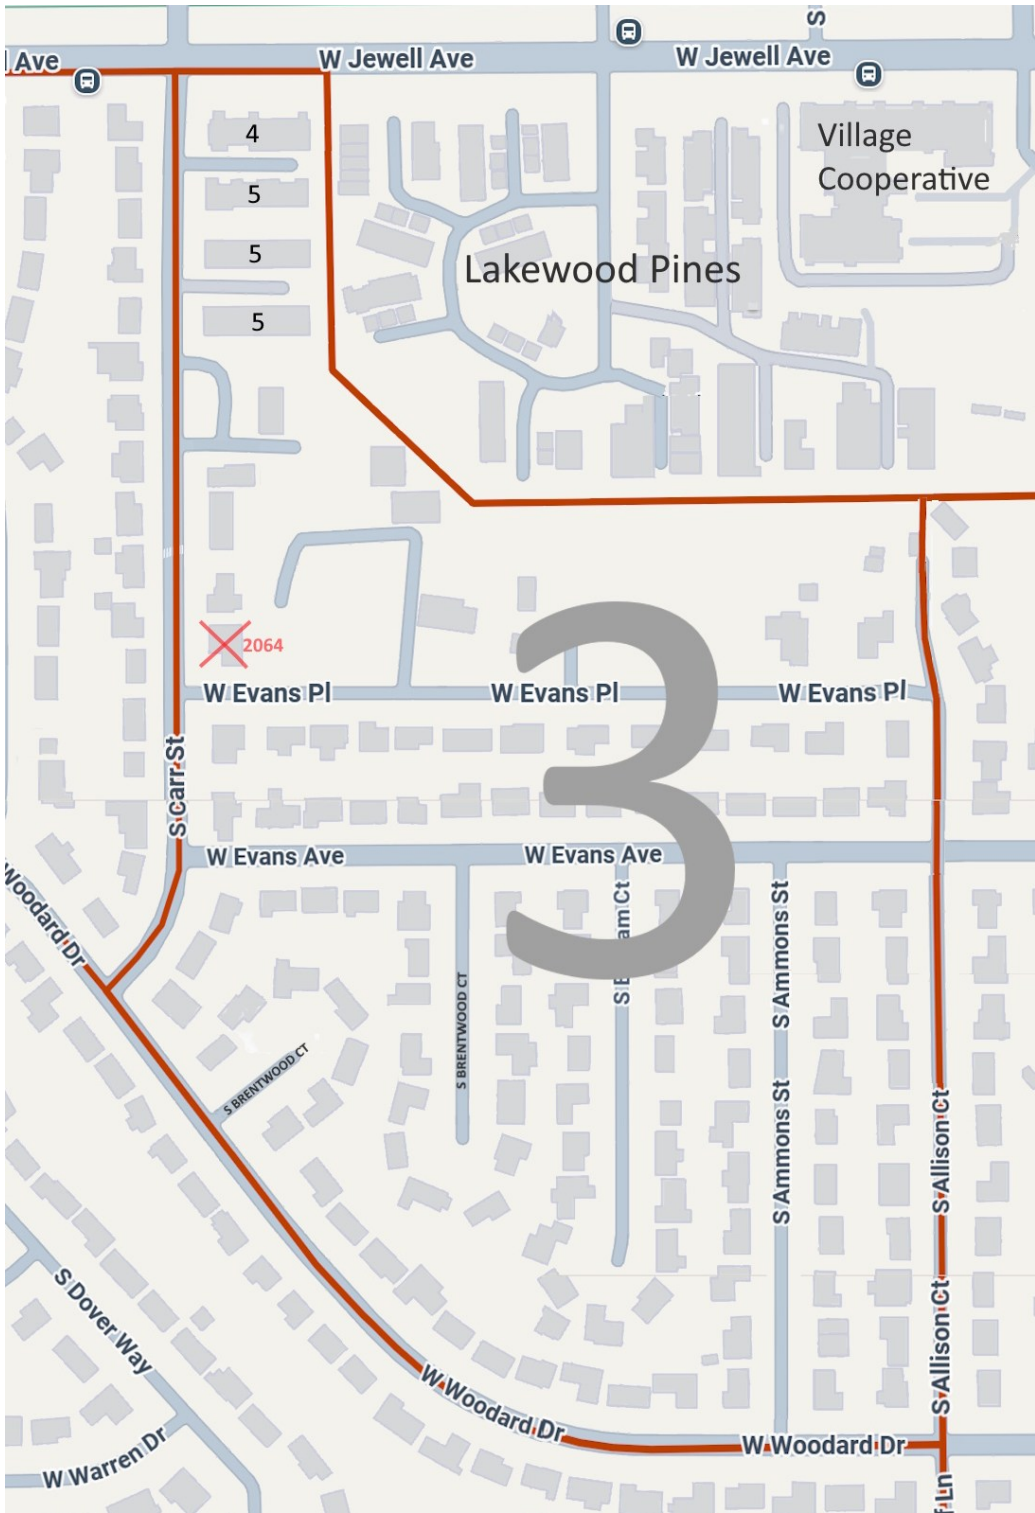 S
l Ave
W Jewell Ave
W Jewell Ave
4
Village
Cooperative
5
5
Lakewood Pines
5
2064
3
W Evans Pl
W Evans Pl
W Evans Pl
S Carr St
W Evans Ave
W Evans Ave
Woodard Dr
S Ammons St
S BRENTWOOD CT
S BRENTWOOD CT
S Ammons St
S Allison Ct
S Dover Way
S Allison Ct
W Woodard Dr
W Woodard Dr
W Warren Dr
f Ln